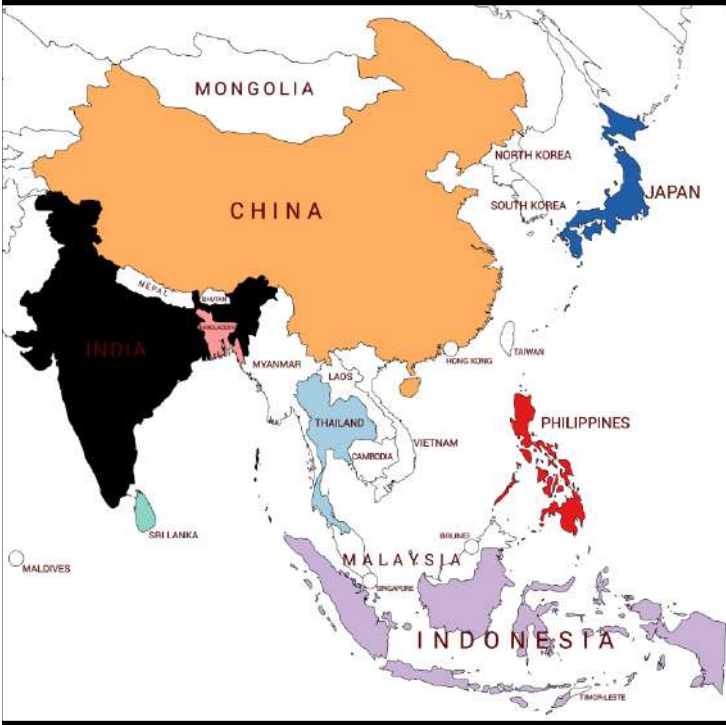 MONGOLIA
NORTH KOREA
JAPAN
SOUTH KOREA
CHINA
NEPAL
BHUTAN
BANGLADESH
INDIA
TAIWAN
HONG KONG
MYANMAR
LAOS
THAILAND
PHILIPPINES
VIETNAM
CAMBODIA
SRI LANKA
BRUNEI
MALAYSIA
MALDIVES
SINGAPORE
INDONESIA
TIMOR-LESTE